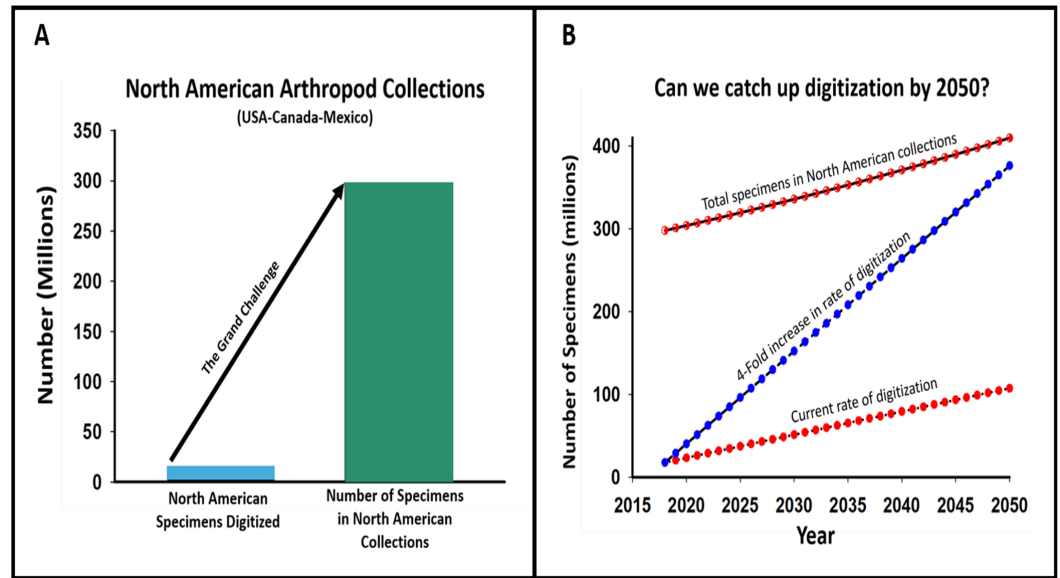 A
North American Arthropod Collections
(USA-Canada-Mexico)
Number (Millions)
350
300
250
200
150
100
50
0
The Grand Challenge
North American
Specimens Digitized
Number of Specimens
in North American
Collections
B
Can we catch up digitization by 2050?
Number of Specimens (millions)
400
300
200
100
0
Total specimens in North American collections
4-Fold increase in rate of digitization
Current rate of digitization
2015 2020 2025 2030 2035 2040 2045 2050
Year